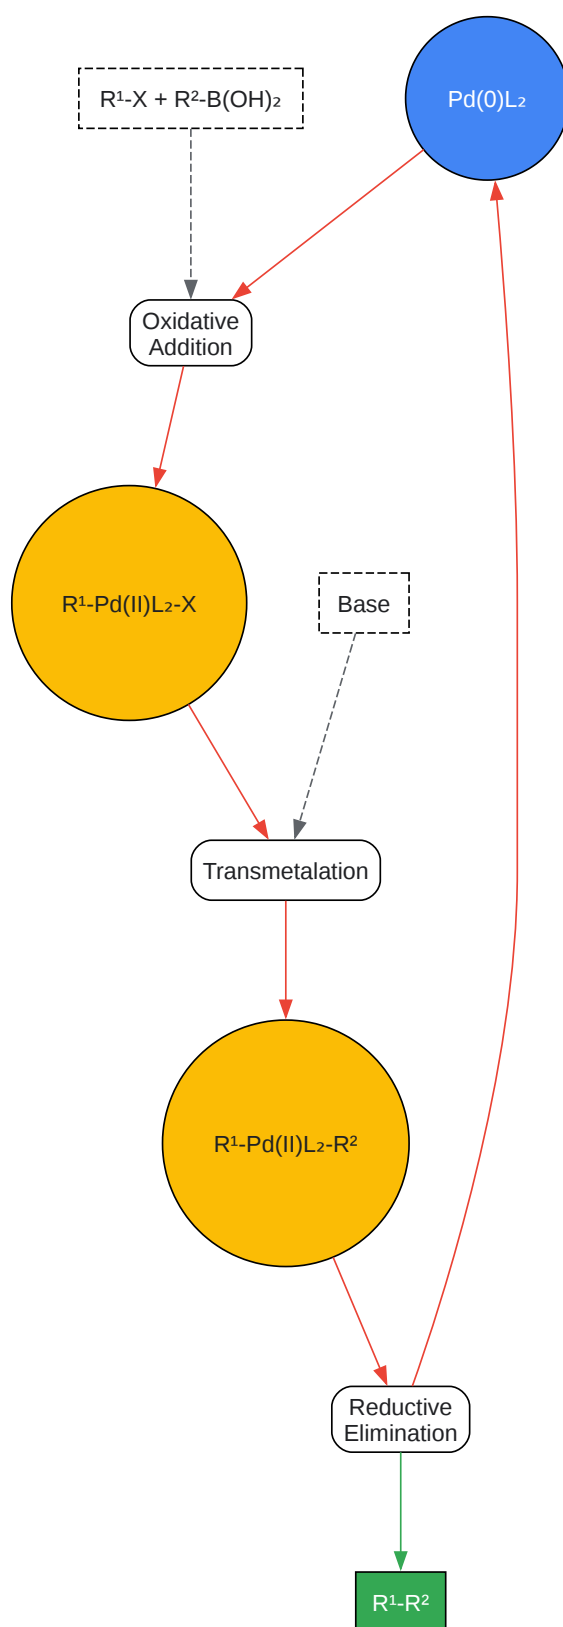 R¹-X + R²-B(OH)₂
Pd(0)L₂
Oxidative
Addition
R¹-Pd(II)L₂-X
Base
Transmetalation
R¹-Pd(II)L₂-R²
Reductive
Elimination
R¹-R²